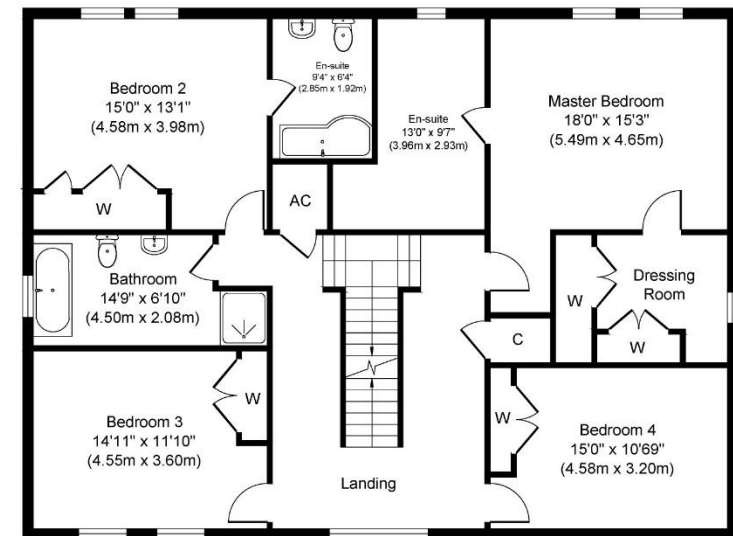 Bedroom 2
15'0" x 13'1"
(4.58m x 3.98m)
W
En-suite
9'4" x 6'4"
(2.85m x 1.92m)
AC
En-suite
13'0" x 9'7"
(3.96m x 2.93m)
Master Bedroom
18'0" x 15'3"
(5.49m x 4.65m)
Bathroom
14'9" x 6'10"
(4.50m x 2.08m)
W
Dressing
Room
W
C
Bedroom 3
14'11" x 11'10"
(4.55m x 3.60m)
W
Landing
W
Bedroom 4
15'0" x 10'69"
(4.58m x 3.20m)